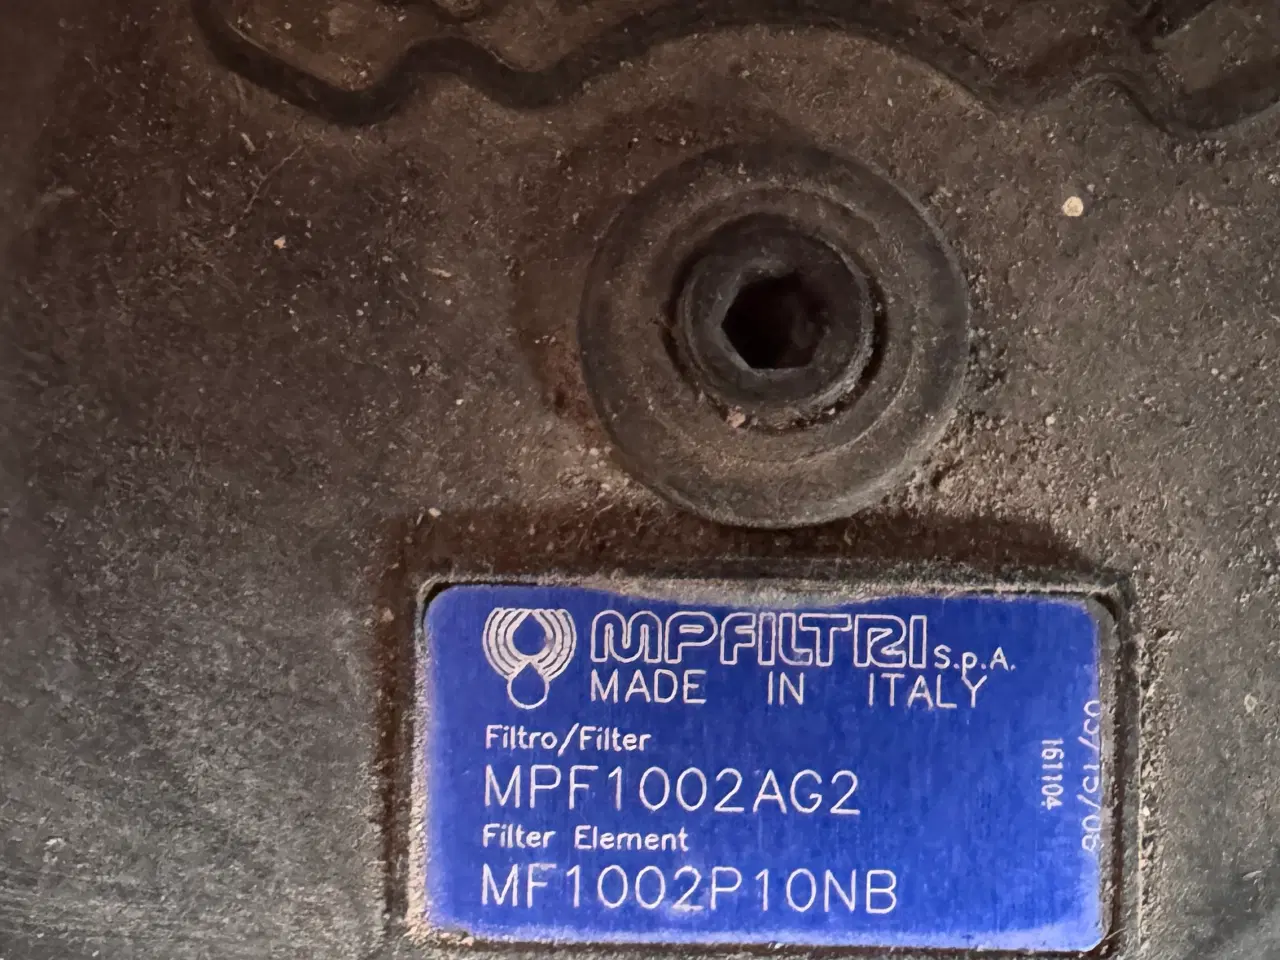 MPFILTRI S.p.A.
MADE IN ITALY
Filtro/Filter
MPF1002AG2
Filter Element
MF1002P10NB
161104